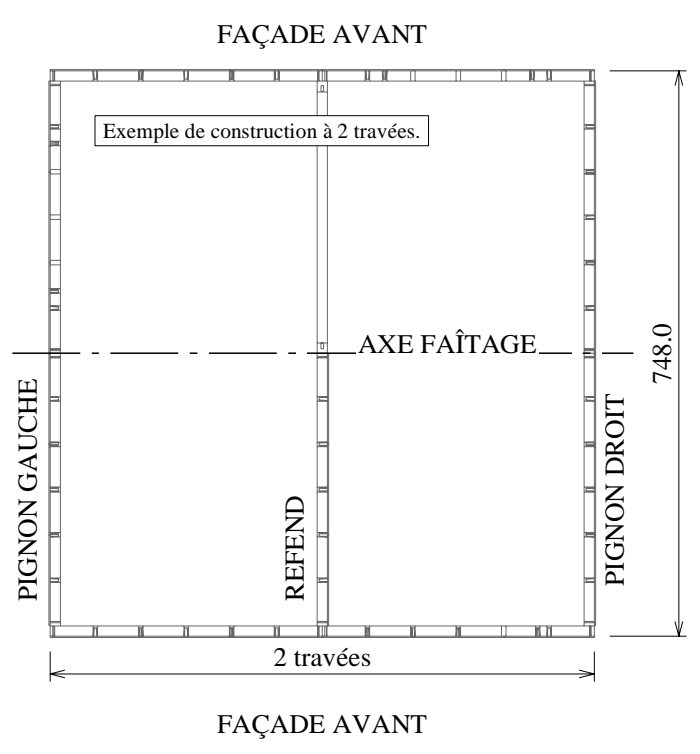 FAÇADE AVANT
Exemple de construction à 2 travées.
AXE FAÎTAGE
748.0
PIGNON GAUCHE
REFEND
PIGNON DROIT
2 travées
FAÇADE AVANT